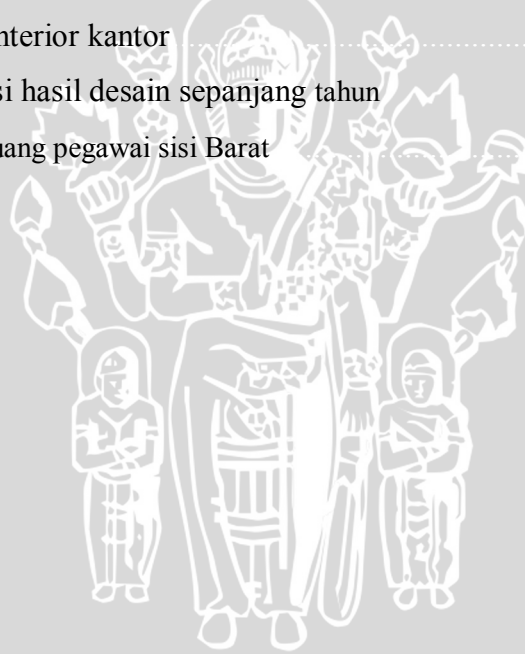 nterior kantor
si hasil desain sepanjang tahun
uang pegawai sisi Barat